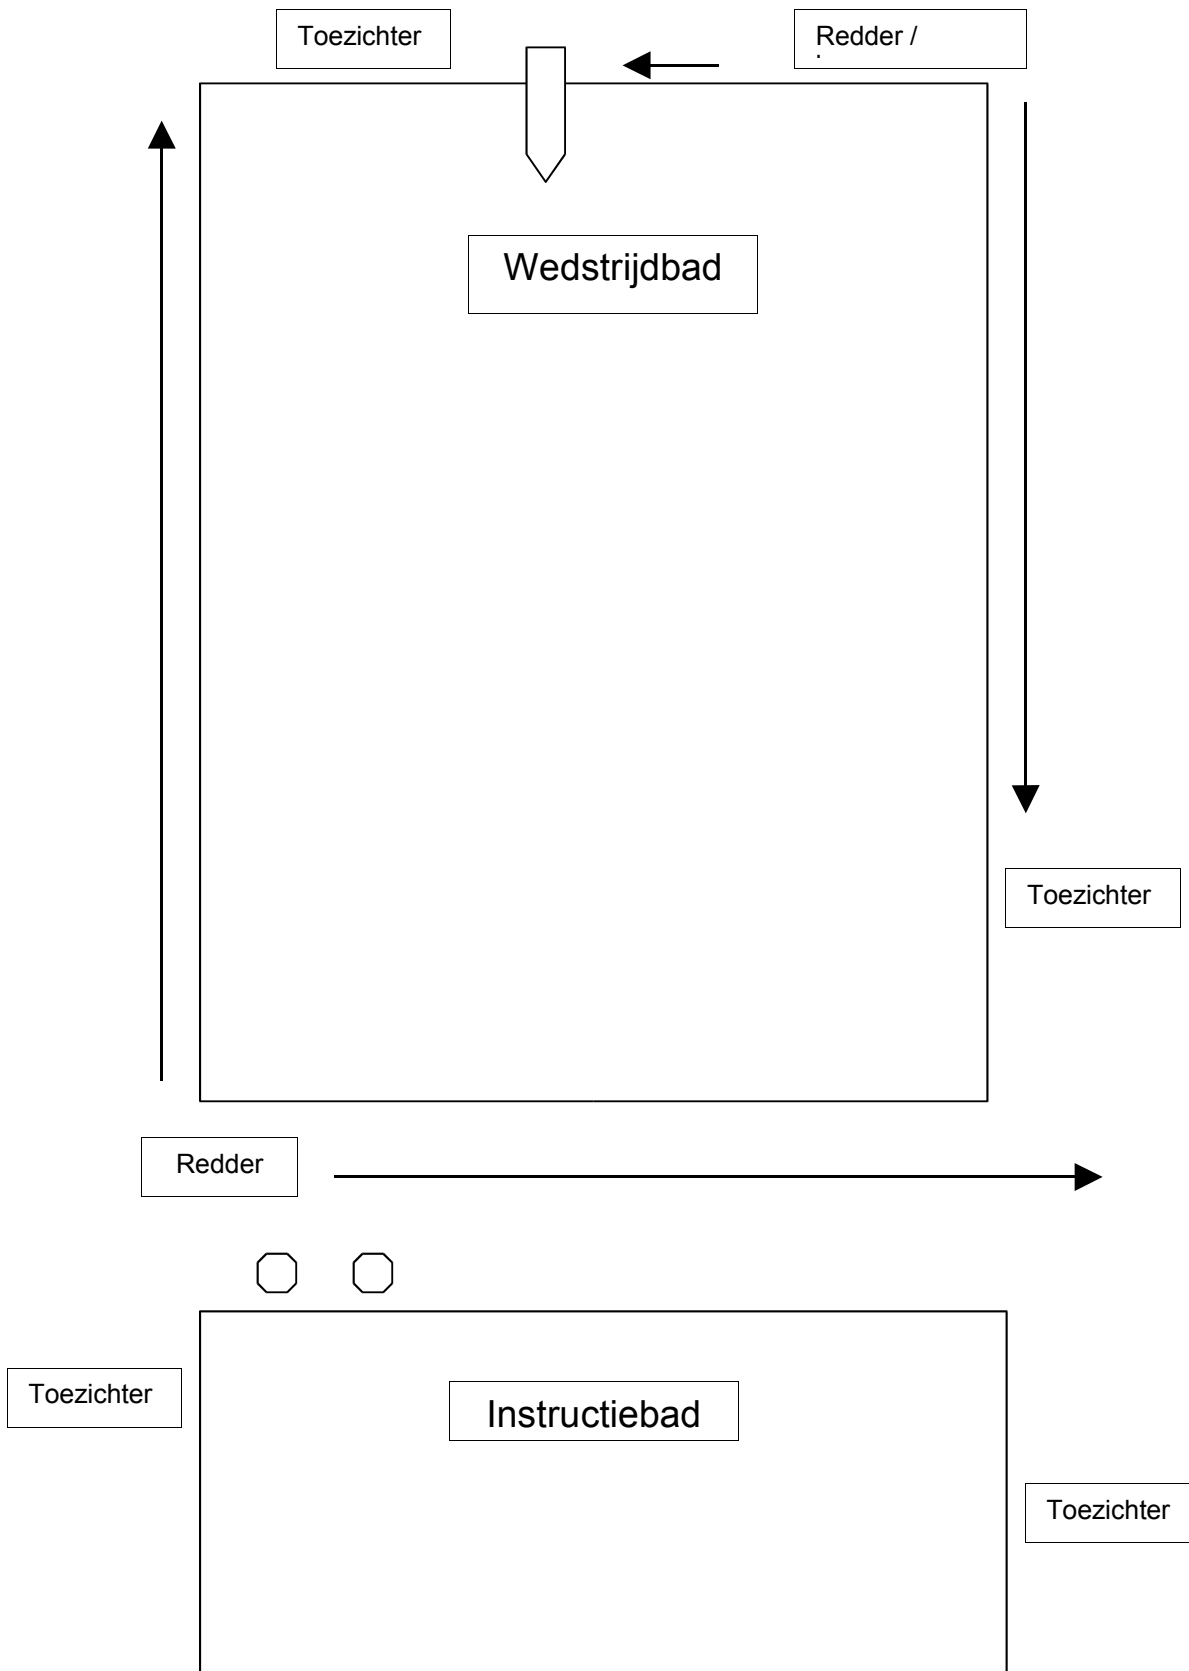 Toezichter
Redder /
Wedstrijdbad
Toezichter
Redder
Toezichter
Instructiebad
Toezichter